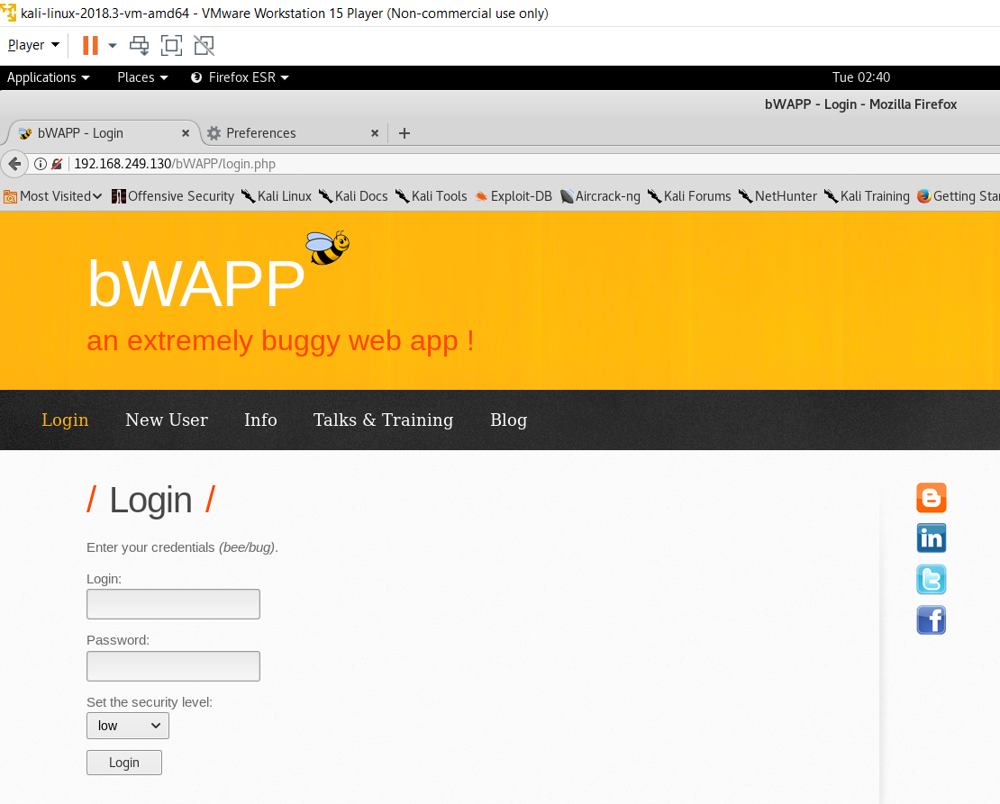 kali-linux-2018.3-vm-amd64 - VMware Workstation 15 Player (Non-commercial use only)
Player
Applications Places Firefox ESR Tue 02:40
bWAPP - Login - Mozilla Firefox
bWAPP - Login Preferences
192.168.249.130/bWAPP/login.php
Most Visited Offensive Security Kali Linux Kali Docs Kali Tools Exploit-DB Aircrack-ng Kali Forums NetHunter Kali Training Getting
bWAPP
an extremely buggy web app !
Login New User Info Talks & Training Blog
/ Login /
Enter your credentials (bee/bug).
Login:
Password:
Set the security level:
low
Login